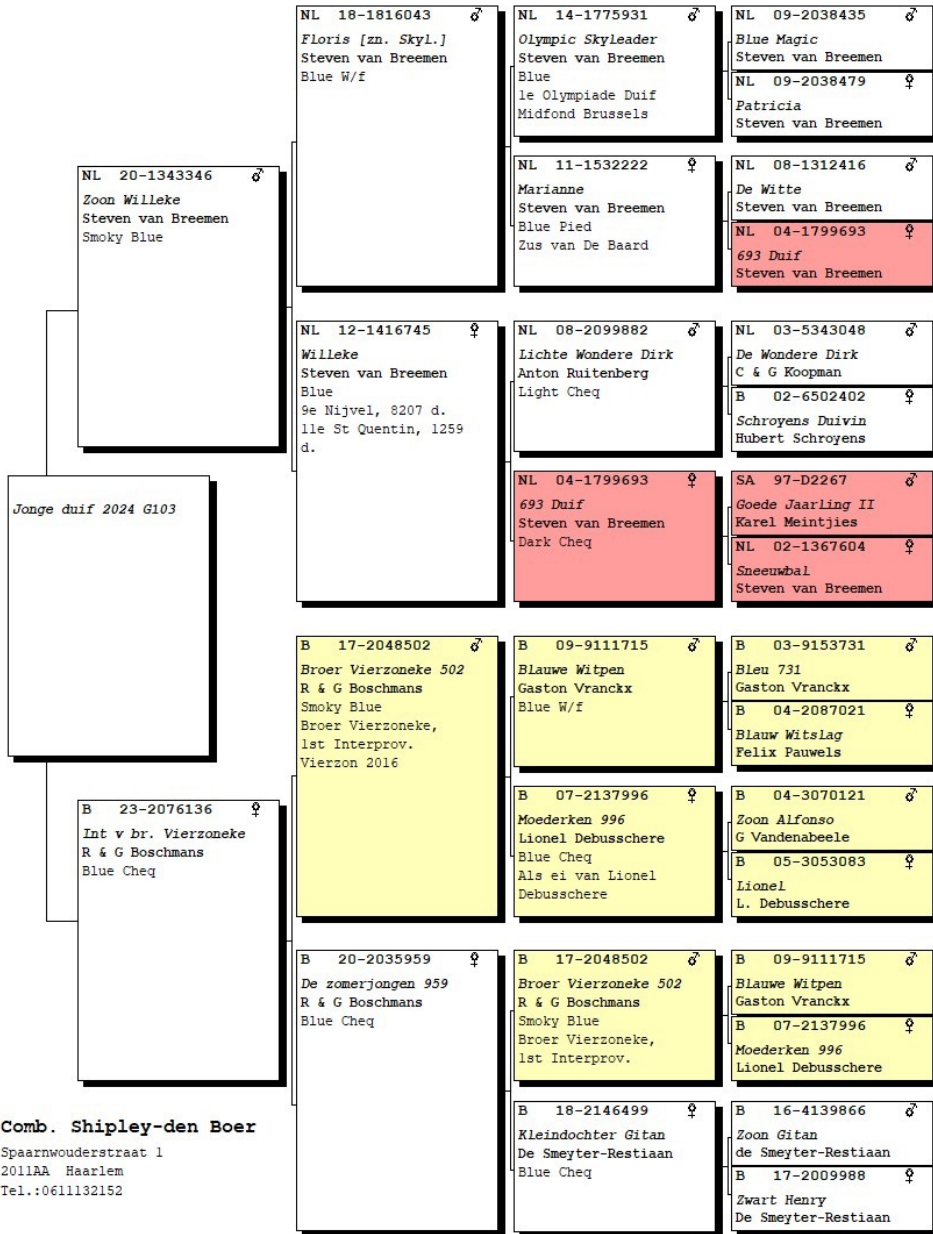 Jonge duif 2024 G103
NL 20-1343346 ♂
Zoon Willeke
Steven van Breemen
Smoky Blue
B 23-2076136 ♀
Int v br. Vierzoneke
R & G Boschmans
Blue Cheq
NL 18-1816043 ♂
Floris [zn. Skyl.]
Steven van Breemen
Blue W/f
NL 12-1416745 ♀
Willeke
Steven van Breemen
Blue
9e Nijvel, 8207 d.
11e St Quentin, 1259
d.
B 17-2048502 ♂
Broer Vierzoneke 502
R & G Boschmans
Smoky Blue
Broer Vierzoneke,
1st Interprov.
Vierzon 2016
B 20-2035959 ♀
De zomerjongen 959
R & G Boschmans
Blue Cheq
NL 14-1775931 ♂
Olympic Skyleader
Steven van Breemen
Blue
1e Olympiade Duif
Midfond Brussels
NL 11-1532222 ♀
Marianne
Steven van Breemen
Blue Pied
Zus van De Baard
NL 08-2099882 ♂
Lichte Wondere Dirk
Anton Ruitenberg
Light Cheq
NL 04-1799693 ♀
693 Duif
Steven van Breemen
Dark Cheq
B 09-9111715 ♂
Blauwe Witpen
Gaston Vranckx
Blue W/f
B 07-2137996 ♀
Moederken 996
Lionel Debusschere
Blue Cheq
Als ei van Lionel
Debusschere
B 17-2048502 ♂
Broer Vierzoneke 502
R & G Boschmans
Smoky Blue
Broer Vierzoneke,
1st Interprov.
B 18-2146499 ♀
Kleindochter Gitan
De Smeyter-Restiaan
Blue Cheq
NL 09-2038435 ♂
Blue Magic
Steven van Breemen
NL 09-2038479 ♀
Patricia
Steven van Breemen
NL 08-1312416 ♂
De Witte
Steven van Breemen
NL 04-1799693 ♀
693 Duif
Steven van Breemen
NL 03-5343048 ♂
De Wondere Dirk
C & G Koopman
B 02-6502402 ♀
Schroyens Duivin
Hubert Schroyens
SA 97-D2267 ♂
Goede Jaarling II
Karel Meintjies
NL 02-1367604 ♀
Sneeuwbal
Steven van Breemen
B 03-9153731 ♂
Bleu 731
Gaston Vranckx
B 04-2087021 ♀
Blauw Witslag
Felix Pauwels
B 04-3070121 ♂
Zoon Alfonso
G Vandenabeele
B 05-3053083 ♀
Lionel
L. Debusschere
B 09-9111715 ♂
Blauwe Witpen
Gaston Vranckx
B 07-2137996 ♀
Moederken 996
Lionel Debusschere
B 16-4139866 ♂
Zoon Gitan
de Smeyter-Restiaan
B 17-2009988 ♀
Zwart Henry
De Smeyter-Restiaan
Comb. Shipley-den Boer
Spaarnwouderstraat 1
2011AA Haarlem
Tel.:0611132152